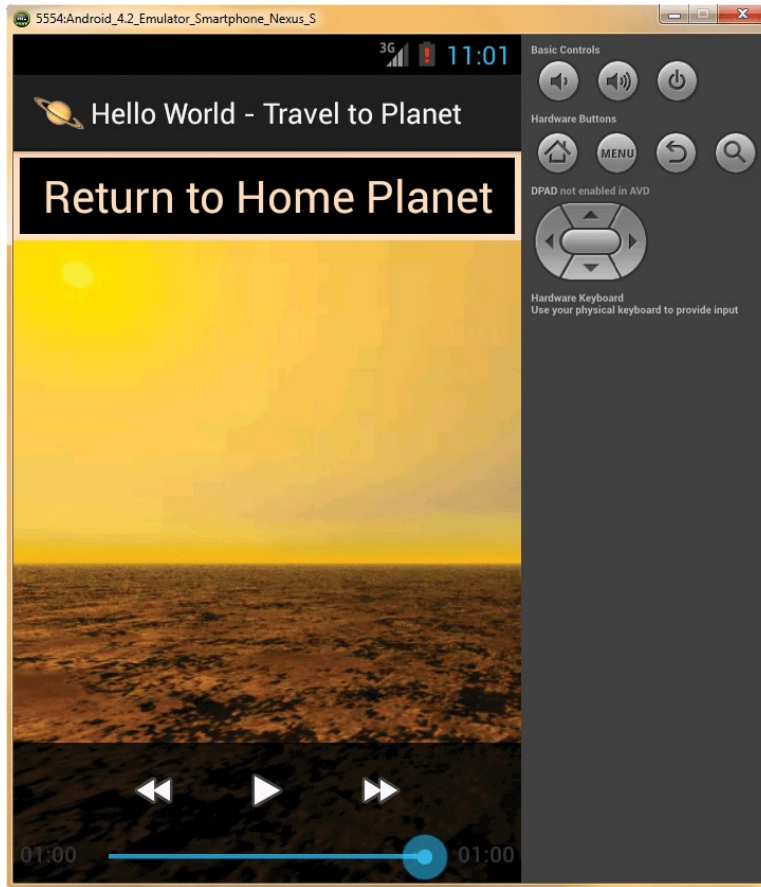 5554:Android_4.2_Emulator_Smartphone_Nexus_S
3G 11:01
Hello World - Travel to Planet
Return to Home Planet
01:00 01:00
Basic Controls
Hardware Buttons
MENU
DPAD not enabled in AVD
Hardware Keyboard
Use your physical keyboard to provide input